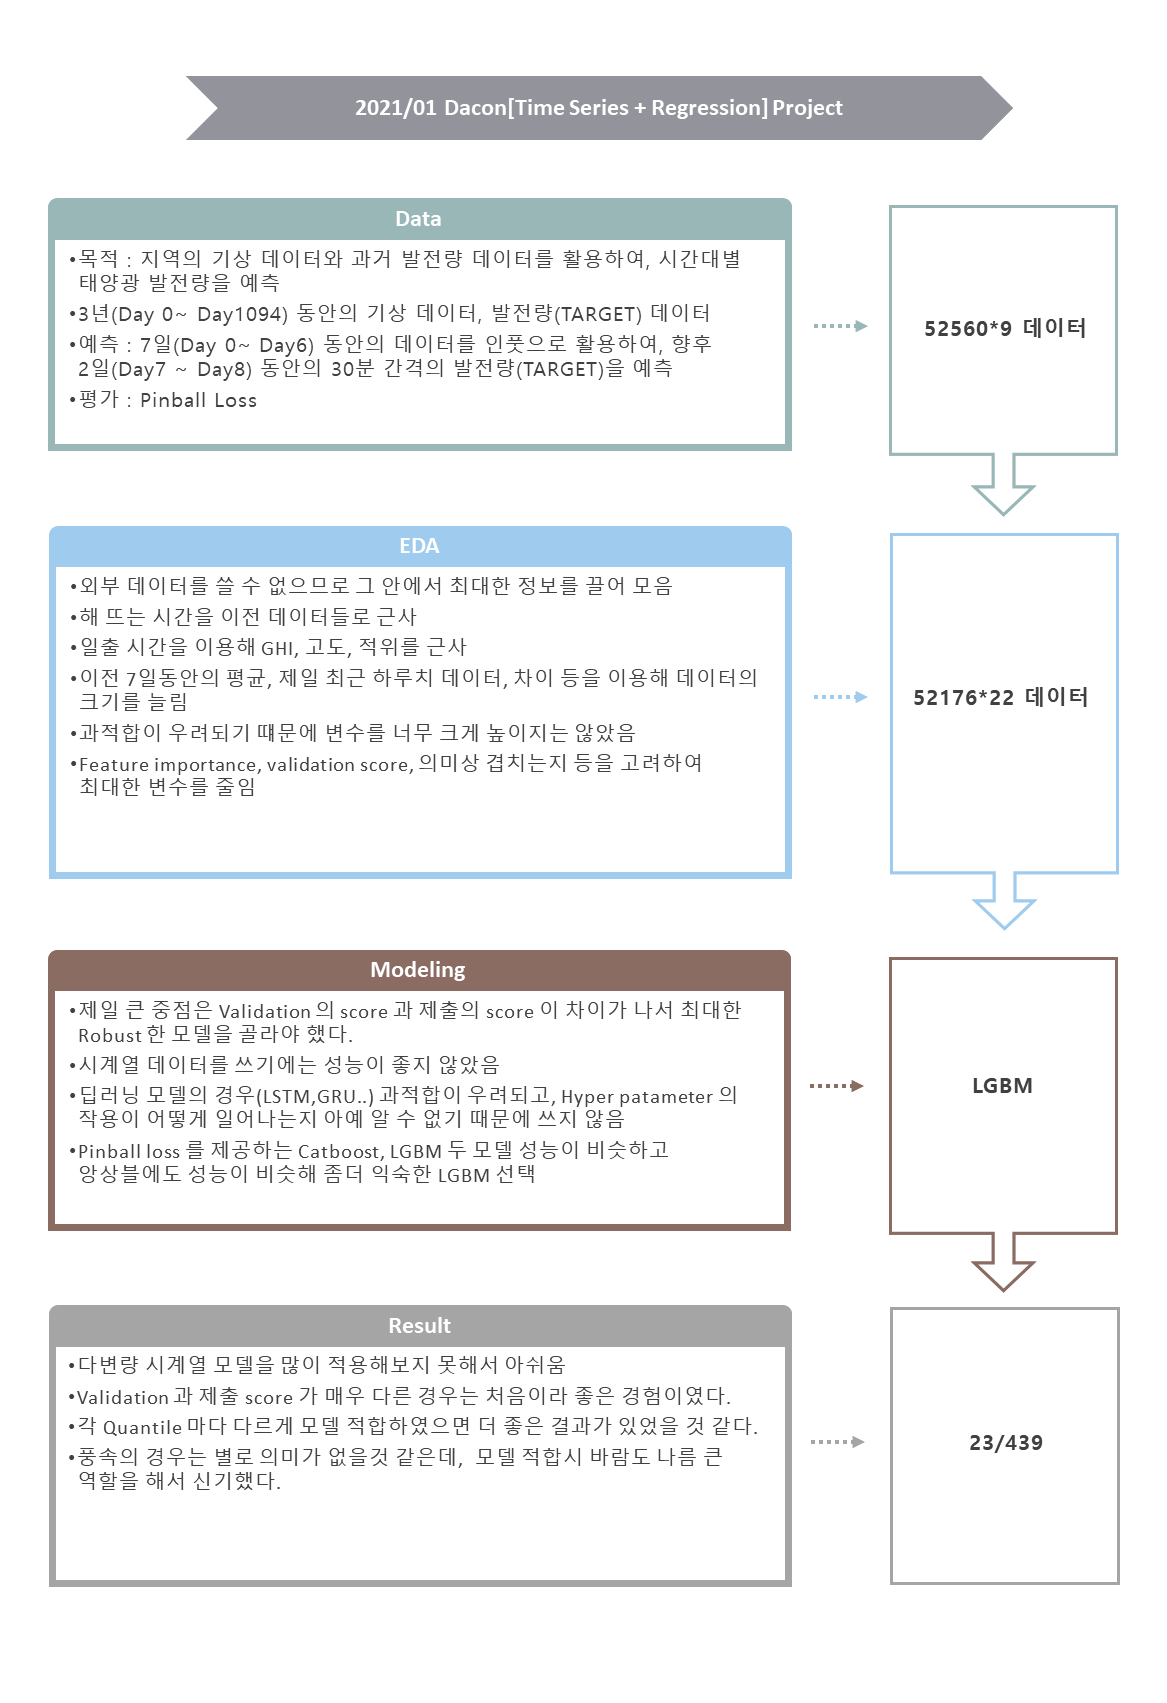 2021/01 Dacon[Time Series + Regression] Project
Data
•목적 : 지역의 기상 데이터와 과거 발전량 데이터를 활용하여, 시간대별
태양광 발전량을 예측
•3년(Day 0~ Day1094) 동안의 기상 데이터, 발전량(TARGET) 데이터
•예측 : 7일(Day 0~ Day6) 동안의 데이터를 인풋으로 활용하여, 향후
2일(Day7 ~ Day8) 동안의 30분 간격의 발전량(TARGET)을 예측
•평가 : Pinball Loss
52560*9 데이터
EDA
•외부 데이터를 쓸 수 없으므로 그 안에서 최대한 정보를 끌어 모음
•해 뜨는 시간을 이전 데이터들로 근사
•일출 시간을 이용해 GHI, 고도, 적위를 근사
•이전 7일동안의 평균, 제일 최근 하루치 데이터, 차이 등을 이용해 데이터의
크기를 늘림
•과적합이 우려되기 때문에 변수를 너무 크게 높이지는 않았음
•Feature importance, validation score, 의미상 겹치는지 등을 고려하여
최대한 변수를 줄임
52176*22 데이터
Modeling
•제일 큰 중점은 Validation 의 score 과 제출의 score 이 차이가 나서 최대한
Robust 한 모델을 골라야 했다.
•시계열 데이터를 쓰기에는 성능이 좋지 않았음
•딥러닝 모델의 경우(LSTM,GRU..) 과적합이 우려되고, Hyper patameter 의
작용이 어떻게 일어나는지 아예 알 수 없기 때문에 쓰지 않음
•Pinball loss 를 제공하는 Catboost, LGBM 두 모델 성능이 비슷하고
앙상블에도 성능이 비슷해 좀더 익숙한 LGBM 선택
LGBM
Result
•다변량 시계열 모델을 많이 적용해보지 못해서 아쉬움
•Validation 과 제출 score 가 매우 다른 경우는 처음이라 좋은 경험이였다.
•각 Quantile 마다 다르게 모델 적합하였으면 더 좋은 결과가 있었을 것 같다.
•풍속의 경우는 별로 의미가 없을것 같은데, 모델 적합시 바람도 나름 큰
역할을 해서 신기했다.
23/439